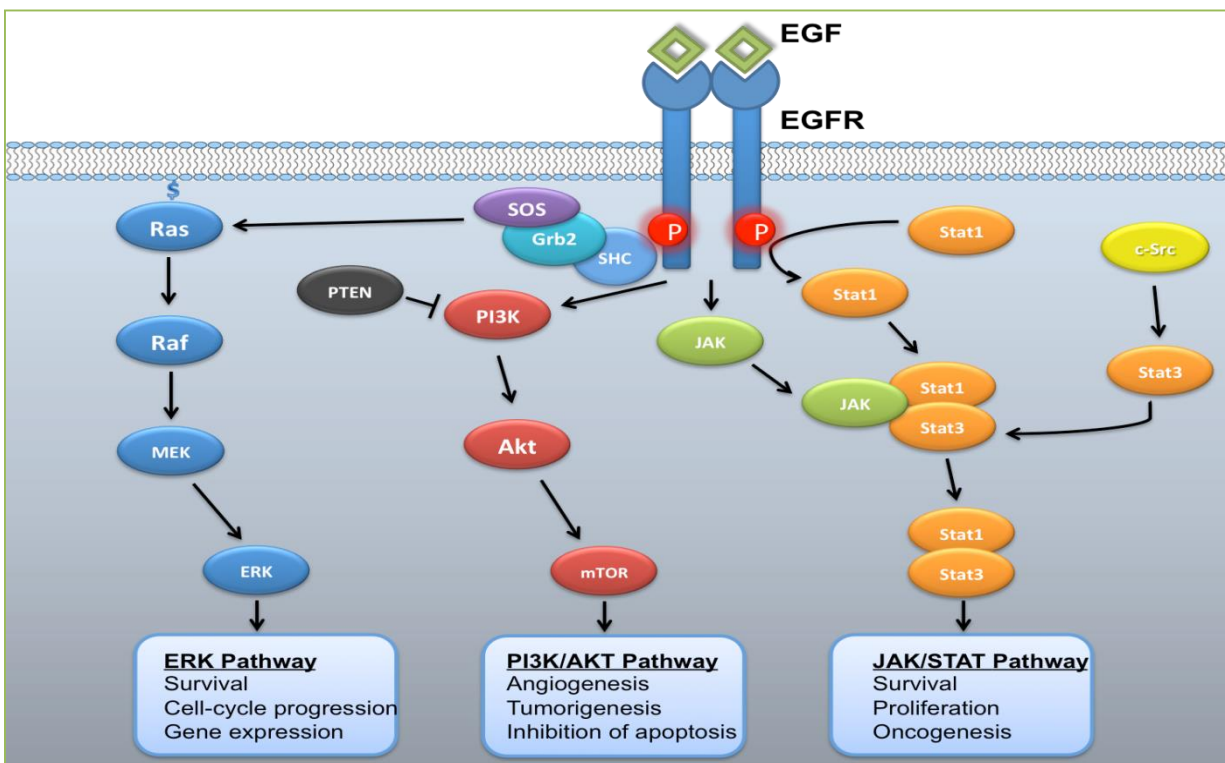 EGF
EGFR
$
Ras
SOS
Grb2
SHC
P
P
Stat1
c-Src
PTEN
PI3K
Stat1
Raf
JAK
Stat3
JAK
Stat1
Stat3
MEK
Akt
Stat1
Stat3
ERK
mTOR
ERK Pathway
Survival
Cell-cycle progression
Gene expression
PI3K/AKT Pathway
Angiogenesis
Tumorigenesis
Inhibition of apoptosis
JAK/STAT Pathway
Survival
Proliferation
Oncogenesis